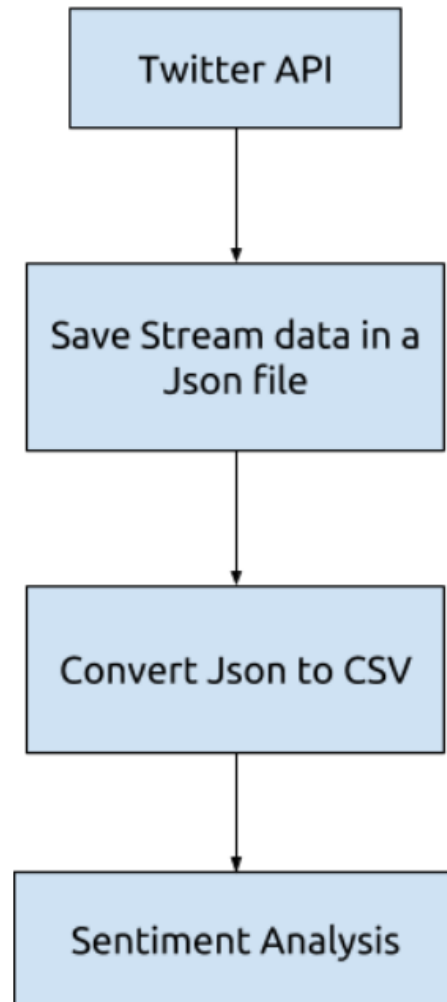 Twitter API
Save Stream data in a
Json file
Convert Json to CSV
Sentiment Analysis